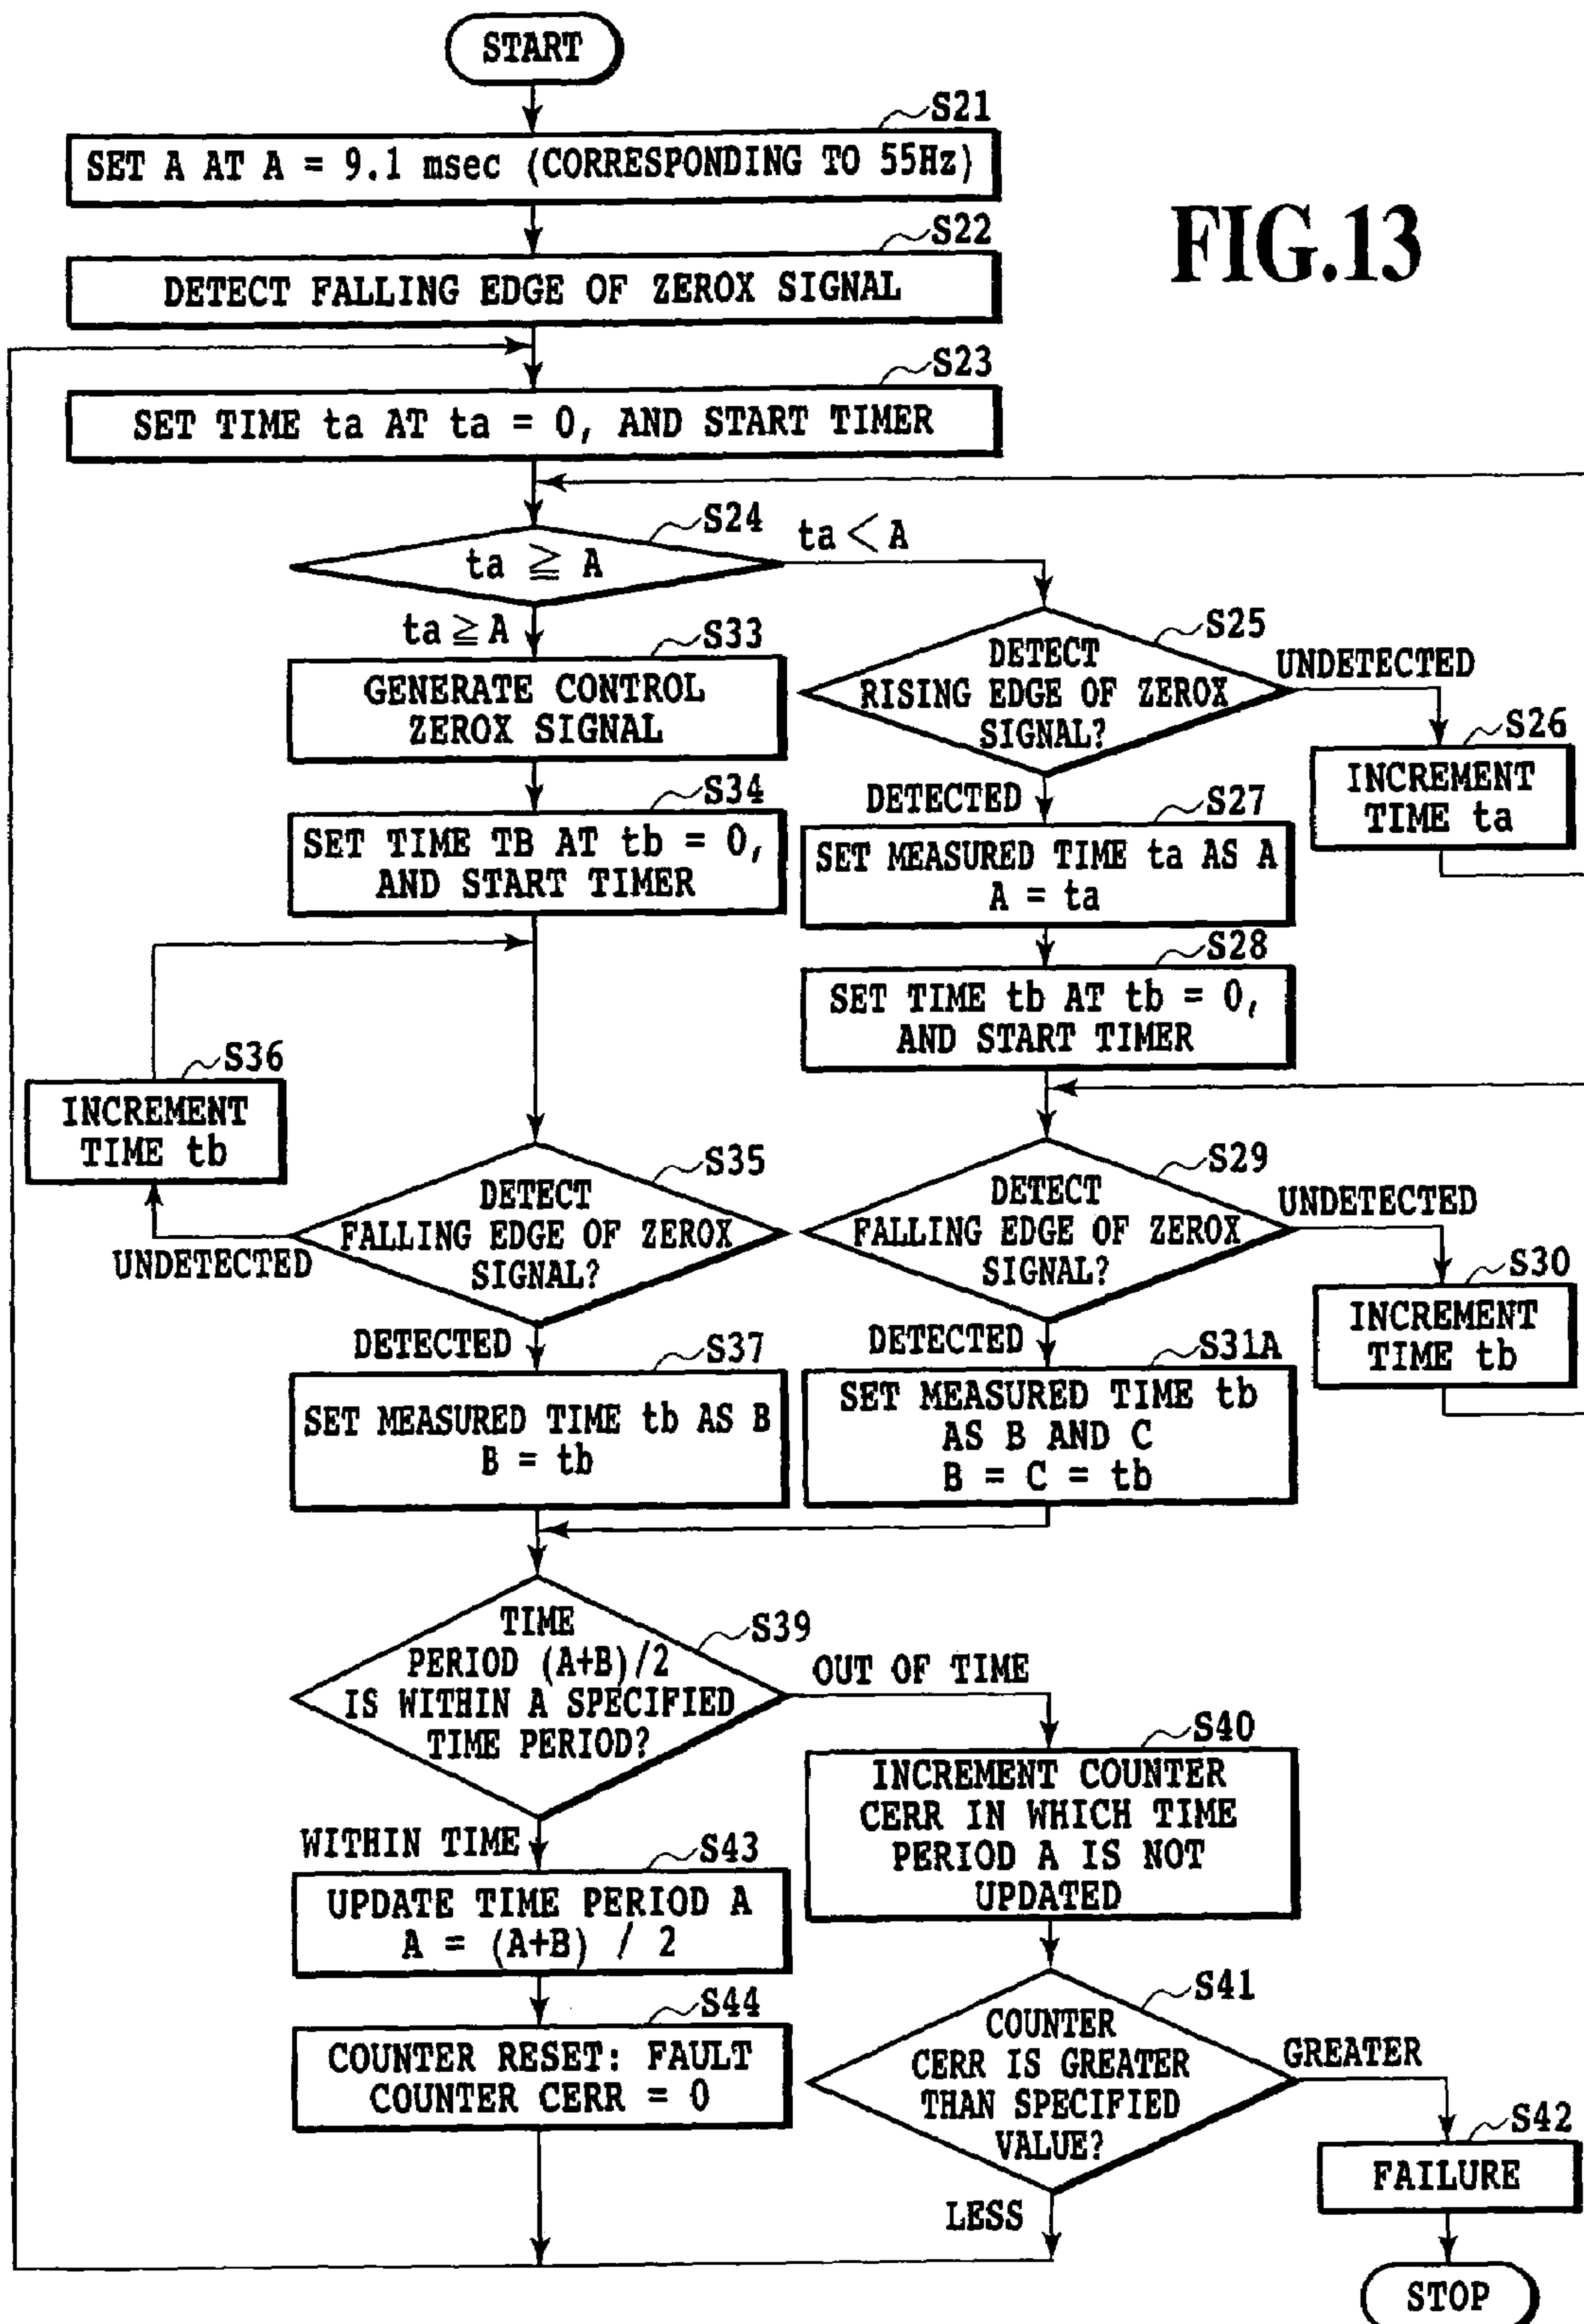 START
S21
SET A AT A = 9.1 msec (CORRESPONDING TO 55Hz)
FIG.13
S22
DETECT FALLING EDGE OF ZEROX SIGNAL
S23
SET TIME ta AT ta = 0, AND START TIMER
S24
ta ≧ A
ta < A
ta ≧ A
S33
GENERATE CONTROL
ZEROX SIGNAL
S25
DETECT
RISING EDGE OF ZEROX
SIGNAL?
UNDETECTED
S26
INCREMENT
TIME ta
S34
SET TIME TB AT tb = 0,
AND START TIMER
DETECTED
S27
SET MEASURED TIME ta AS A
A = ta
S28
SET TIME tb AT tb = 0,
AND START TIMER
S36
INCREMENT
TIME tb
S35
DETECT
FALLING EDGE OF ZEROX
SIGNAL?
UNDETECTED
S29
DETECT
FALLING EDGE OF ZEROX
SIGNAL?
UNDETECTED
S30
INCREMENT
TIME tb
DETECTED
S37
SET MEASURED TIME tb AS B
B = tb
DETECTED
S31A
SET MEASURED TIME tb
AS B AND C
B = C = tb
S39
TIME
PERIOD (A+B)/2
IS WITHIN A SPECIFIED
TIME PERIOD?
OUT OF TIME
S40
INCREMENT COUNTER
CERR IN WHICH TIME
PERIOD A IS NOT
UPDATED
WITHIN TIME
S43
UPDATE TIME PERIOD A
A = (A+B) / 2
S44
COUNTER RESET: FAULT
COUNTER CERR = 0
S41
COUNTER
CERR IS GREATER
THAN SPECIFIED
VALUE?
GREATER
S42
FAILURE
LESS
STOP